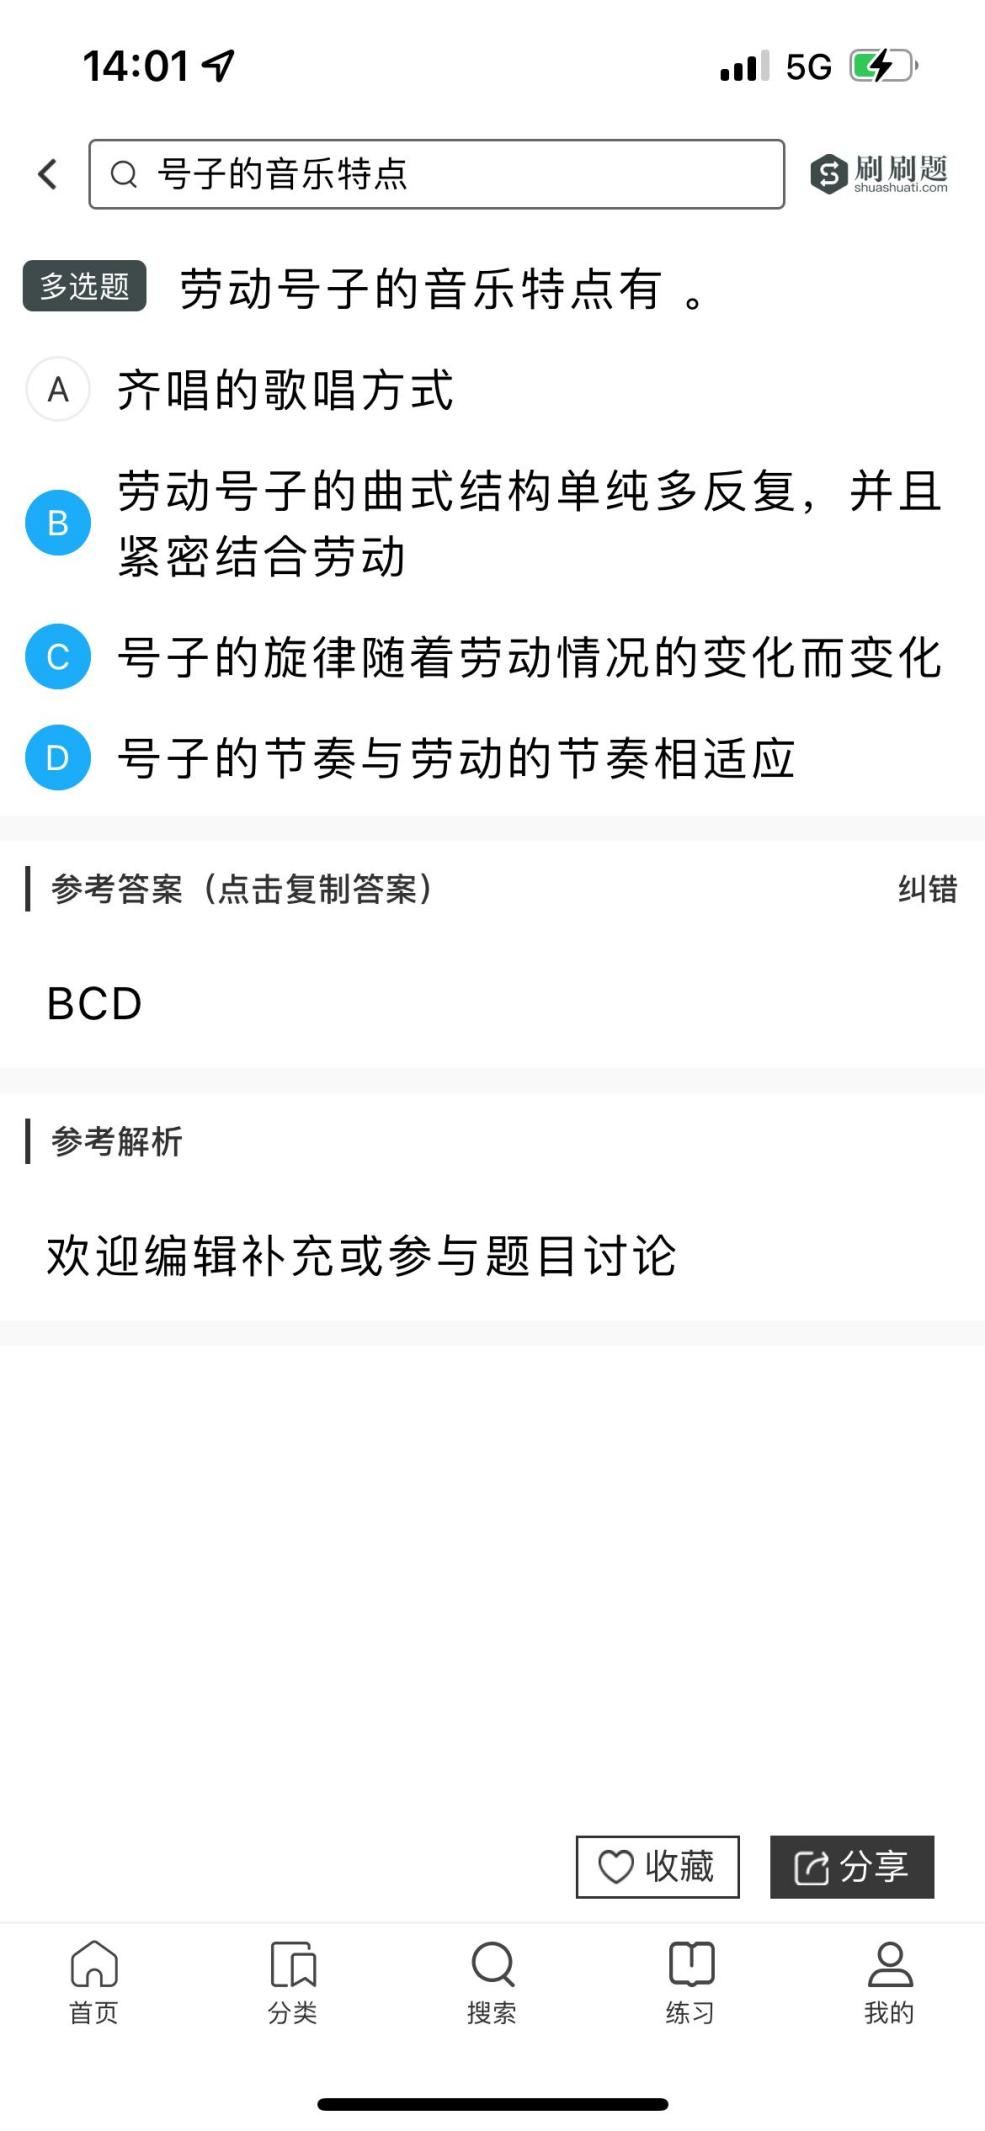 14:01
5G
号子的音乐特点
刷刷题
shuashuati.com
多选题 劳动号子的音乐特点有 。
A 齐唱的歌唱方式
B 劳动号子的曲式结构单纯多反复，并且
紧密结合劳动
C 号子的旋律随着劳动情况的变化而变化
D 号子的节奏与劳动的节奏相适应
参考答案（点击复制答案） 纠错
BCD
参考解析
欢迎编辑补充或参与题目讨论
收藏 分享
首页 分类 搜索 练习 我的